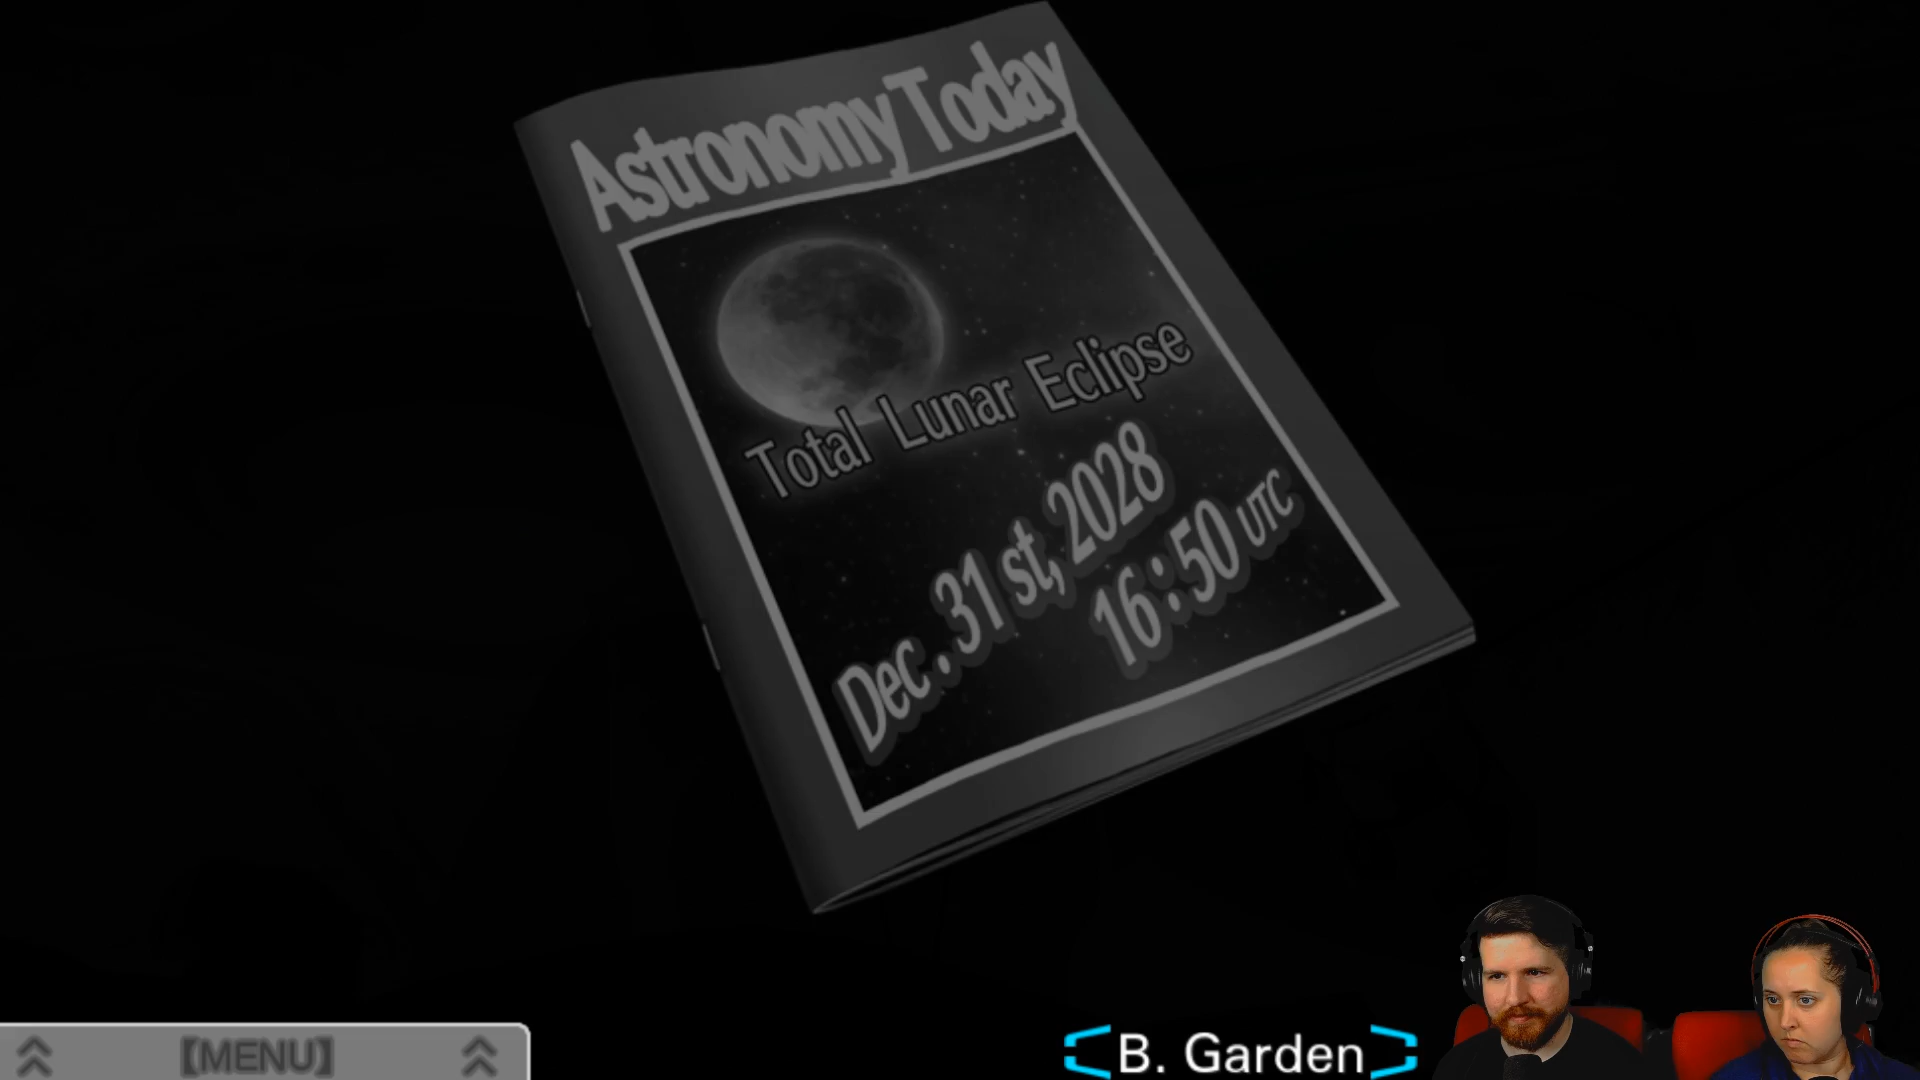 Astronomy Today
Total Lunar Eclipse
Dec. 31 st, 2028
16:50 UTC
【MENU】
B. Garden